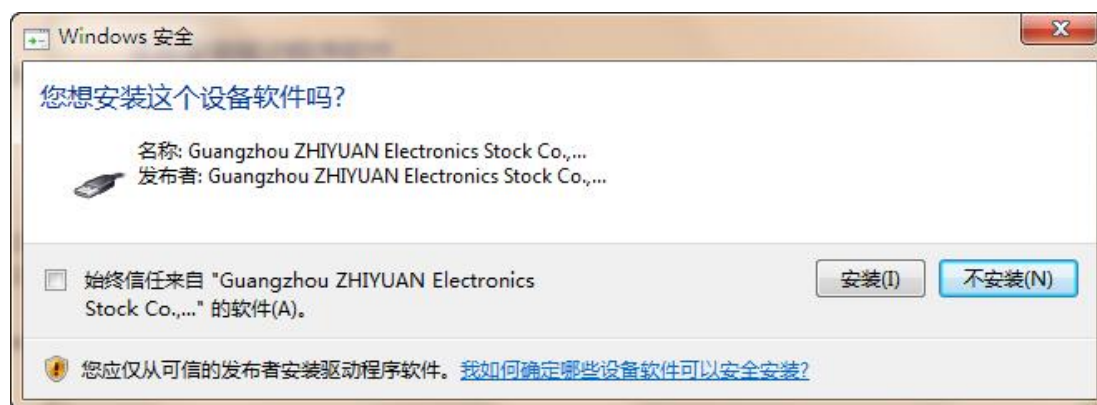 Windows 安全
您想安装这个设备软件吗?
名称: Guangzhou ZHIYUAN Electronics Stock Co.,...
发布者: Guangzhou ZHIYUAN Electronics Stock Co.,...
始终信任来自 "Guangzhou ZHIYUAN Electronics
Stock Co.,..." 的软件(A)。
安装(I)
不安装(N)
您应仅从可信的发布者安装驱动程序软件。我如何确定哪些设备软件可以安全安装?